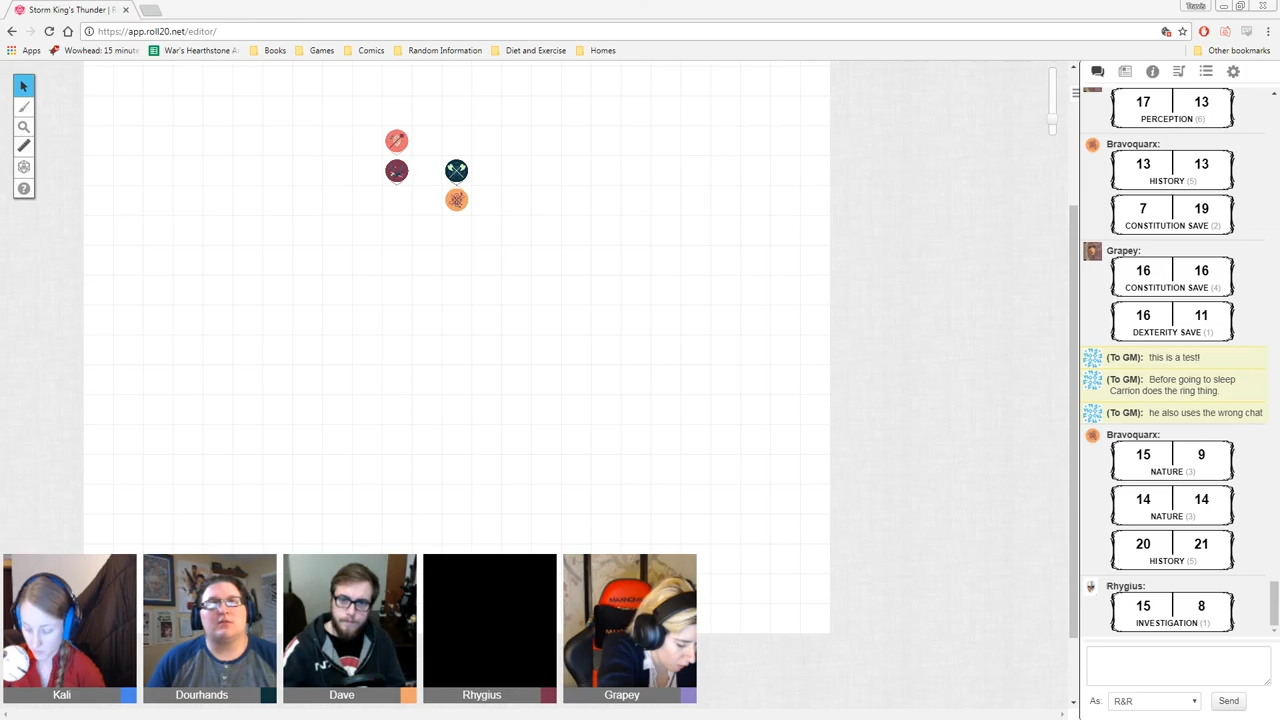 Storm King's Thunder | R
Travis
https://app.roll20.net/editor/
Apps
Wowhead: 15 minute
War's Hearthstone A
Books
Games
Comics
Random Information
Diet and Exercise
Homes
Other bookmarks
17 13
PERCEPTION (6)
Bravoquarx:
13 13
HISTORY (5)
7 19
CONSTITUTION SAVE (2)
Grapey:
16 16
CONSTITUTION SAVE (4)
16 11
DEXTERITY SAVE (1)
(To GM): this is a test!
(To GM): Before going to sleep
Carrion does the ring thing.
(To GM): he also uses the wrong chat
Bravoquarx:
15 9
NATURE (3)
14 14
NATURE (3)
20 21
HISTORY (5)
Rhygius:
15 8
INVESTIGATION (1)
As: R&R Send
Kali
Dourhands
Dave
Rhygius
Grapey